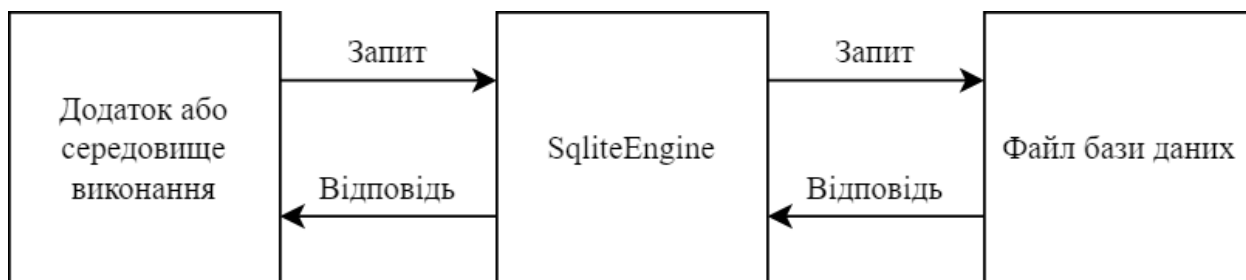 Запит
Запит
Додаток або
середовище
виконання
SqliteEngine
Файл бази даних
Відповідь
Відповідь